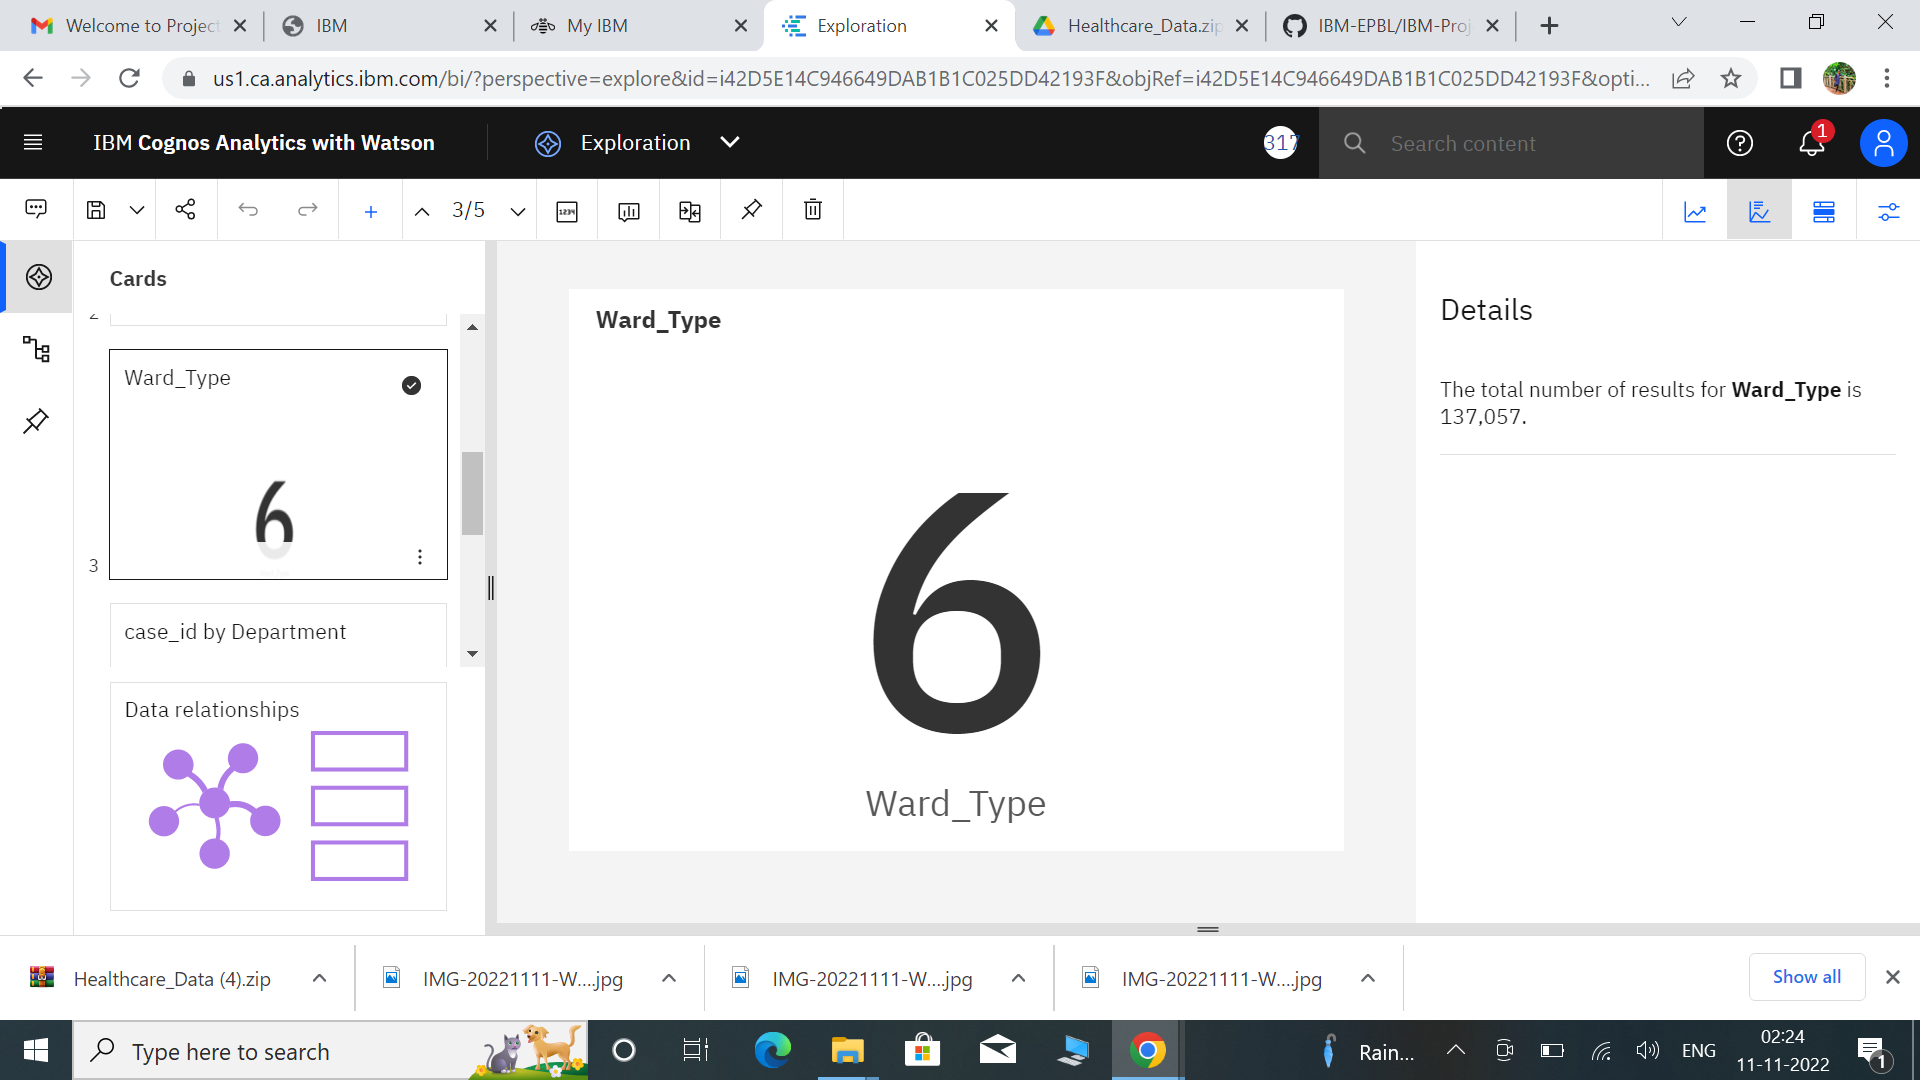 Welcome to Project
IBM
My IBM
Exploration
Healthcare_Data.zip
IBM-EPBL/IBM-Proj
us1.ca.analytics.ibm.com/bi/?perspective=explore&id=i42D5E14C946649DAB1B1C025DD42193F&objRef=i42D5E14C946649DAB1B1C025DD42193F&opti...
IBM Cognos Analytics with Watson
Exploration
317
Search content
1
3/5
1234
Cards
2
Ward_Type
6
3
case_id by Department
Data relationships
Ward_Type
6
Ward_Type
Details
The total number of results for Ward_Type is
137,057.
Healthcare_Data (4).zip
IMG-20221111-W....jpg
IMG-20221111-W....jpg
IMG-20221111-W....jpg
Show all
Type here to search
Rain...
ENG
02:24
11-11-2022
1